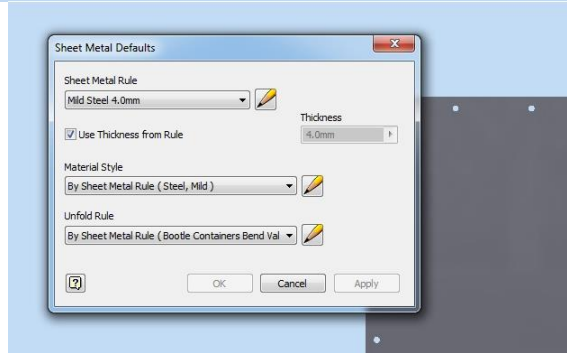 Sheet Metal Defaults
Sheet Metal Rule
Mild Steel 4.0mm
Use Thickness from Rule
Thickness
4.0mm
Material Style
By Sheet Metal Rule ( Steel, Mild )
Unfold Rule
By Sheet Metal Rule ( Bootle Containers Bend Val
OK Cancel Apply